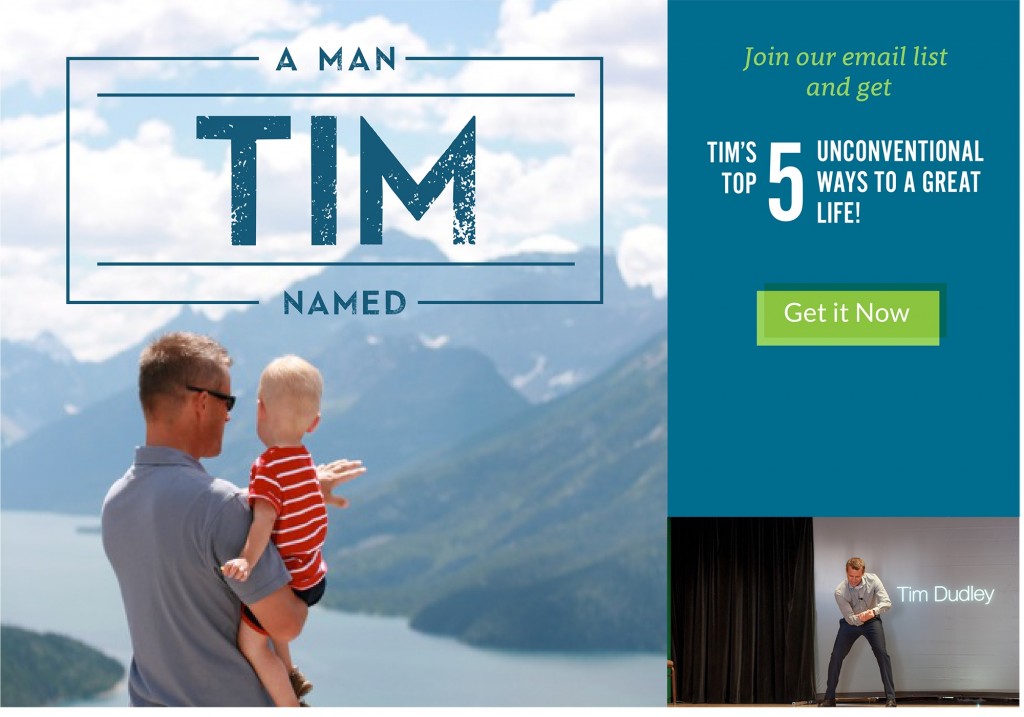 A MAN
TIM
NAMED
Join our email list
and get
TIM'S
TOP
5
UNCONVENTIONAL
WAYS TO A GREAT
LIFE!
Get it Now
Tim Dudley